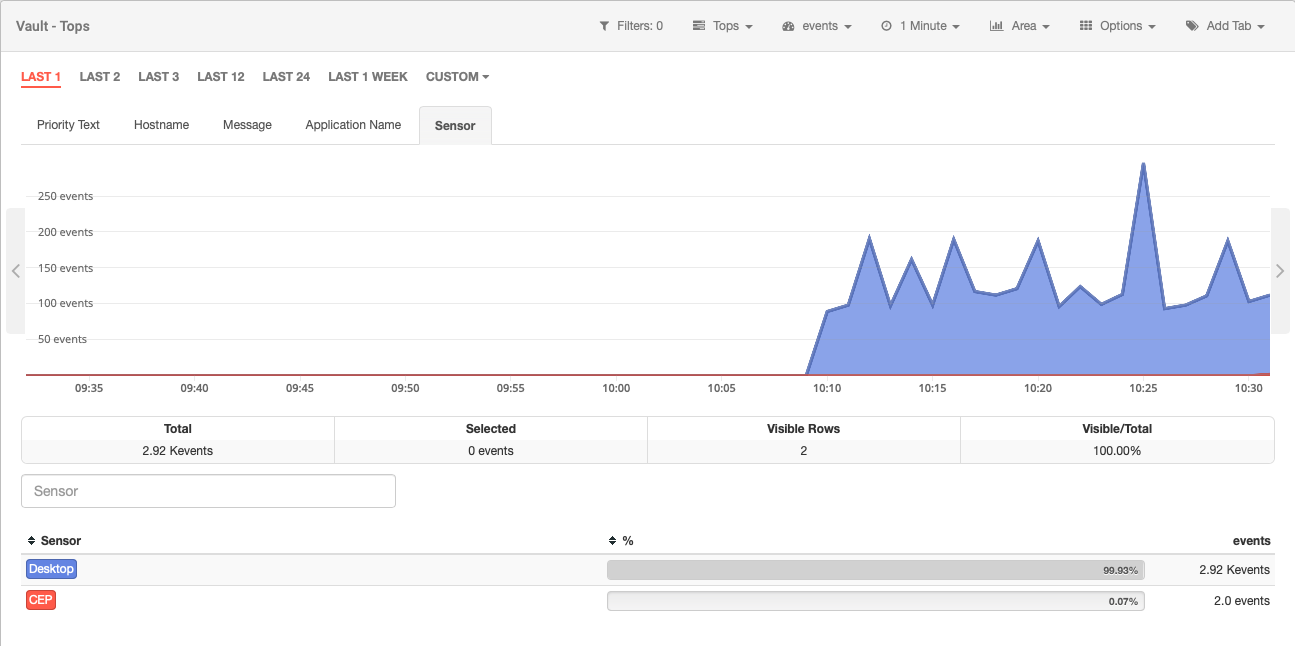 Vault - Tops Filters: 0 Tops events 1 Minute Area Options Add Tab
LAST 1 LAST 2 LAST 3 LAST 12 LAST 24 LAST 1 WEEK CUSTOM
Priority Text Hostname Message Application Name Sensor
250 events
200 events
150 events
100 events
50 events
09:35 09:40 09:45 09:50 09:55 10:00 10:05 10:10 10:15 10:20 10:25 10:30
Total Selected Visible Rows Visible/Total
2.92 Kevents 0 events 2 100.00%
Sensor
Sensor % events
Desktop 99.93% 2.92 Kevents
CEP 0.07% 2.0 events